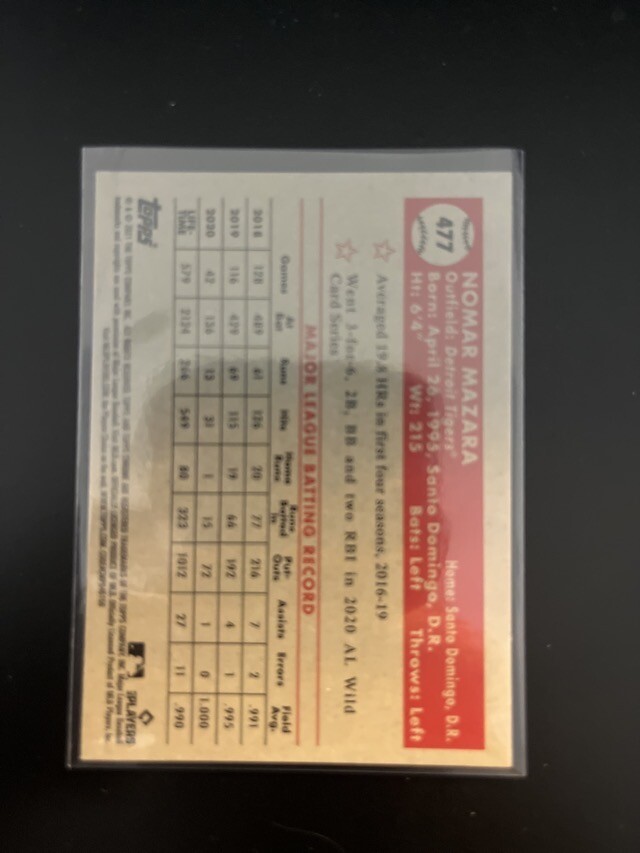 477
NOMAR MAZARA
Outfield: Detroit Tigers® Home: Santo Domingo, D.R.
Born: April 26, 1995, Santo Domingo, D.R.
Ht: 6'4" Wt: 215 Bats: Left Throws: Left
Averaged 19.8 HRs in first four seasons, 2016-19
Went 3-for-6, 2B, BB and two RBI in 2020 AL Wild
Card Series
MAJOR LEAGUE BATTING RECORD
Games At Bat Runs Hits Home Runs Runs Batted In Put-Outs Assists Errors Field Avg.
2018 128 489 61 126 20 77 216 7 2 .991
2019 116 429 69 115 19 66 192 4 1 .995
2020 42 136 13 31 1 15 72 1 0 1.000
LIFE-TIME 579 2124 266 549 80 323 1012 27 11 .990
TOPPS
PLAYERS